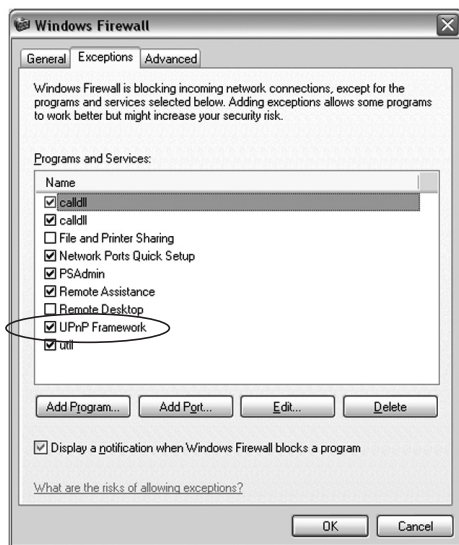 Windows Firewall
General Exceptions Advanced
Windows Firewall is blocking incoming network connections, except for the
programs and services selected below. Adding exceptions allows some programs
to work better but might increase your security risk.
Programs and Services:
Name
calldll
calldll
File and Printer Sharing
Network Ports Quick Setup
PSAdmin
Remote Assistance
Remote Desktop
UPnP Framework
util
Add Program... Add Port... Edit... Delete
Display a notification when Windows Firewall blocks a program
What are the risks of allowing exceptions?
OK Cancel